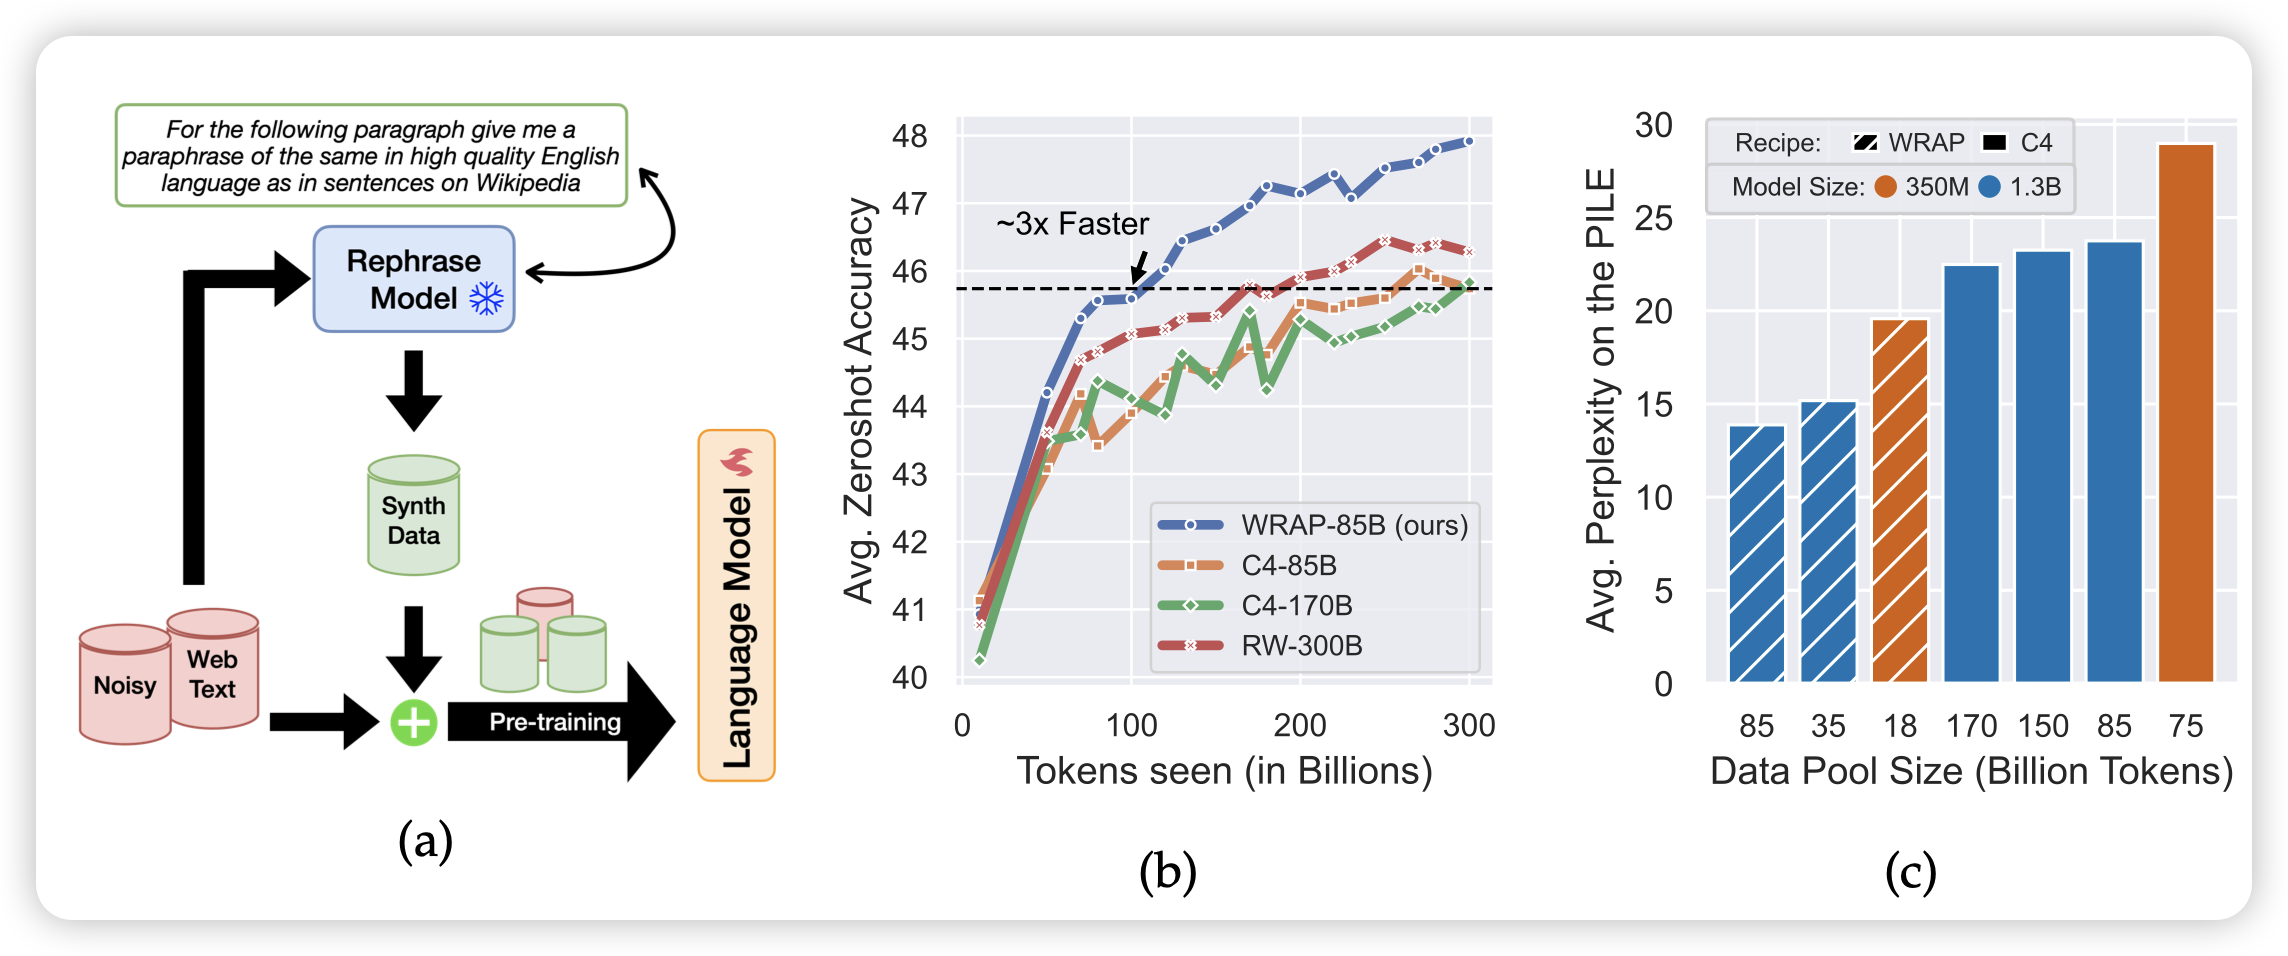 For the following paragraph give me a
paraphrase of the same in high quality English
language as in sentences on Wikipedia
Rephrase
Model
Synth
Data
Noisy
Web
Text
Pre-training
Language Model
(a)
48
47
46
45
44
43
42
41
40
Avg. Zeroshot Accuracy
~3x Faster
WRAP-85B (ours)
C4-85B
C4-170B
RW-300B
0 100 200 300
Tokens seen (in Billions)
(b)
30
25
20
15
10
5
0
Avg. Perplexity on the PILE
Recipe: WRAP C4
Model Size: 350M 1.3B
85 35 18 170 150 85 75
Data Pool Size (Billion Tokens)
(c)